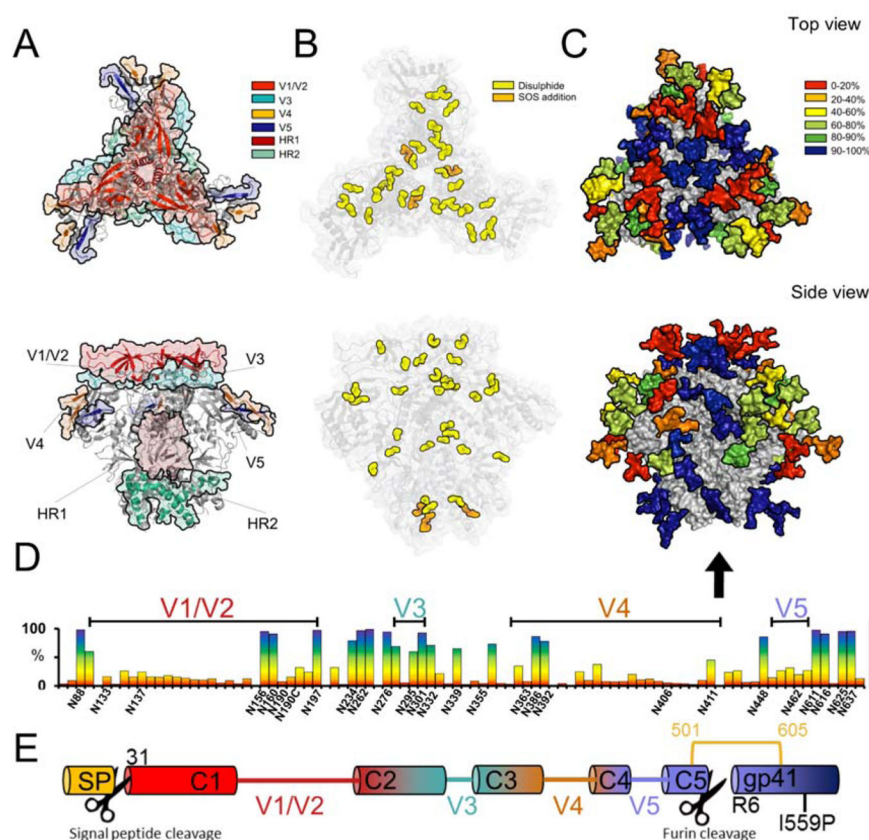 A
B
C
Top view
V1/V2
V3
V4
V5
HR1
HR2
Disulphide
SOS addition
0-20%
20-40%
40-60%
60-80%
80-90%
90-100%
Side view
V1/V2
V3
V4
V5
HR1
HR2
D
V1/V2
V3
V4
V5
100
%
0
N88
N133
N137
N156
N160
N190
N190C
N197
N234
N262
N276
N295
N301
N332
N339
N355
N363
N386
N392
N406
N411
N448
N462
N611
N618
N625
N637
E
501
605
31
SP
C1
C2
C3
C4
C5
gp41
V1/V2
V3
V4
V5
R6
I559P
Signal peptide cleavage
Furin cleavage